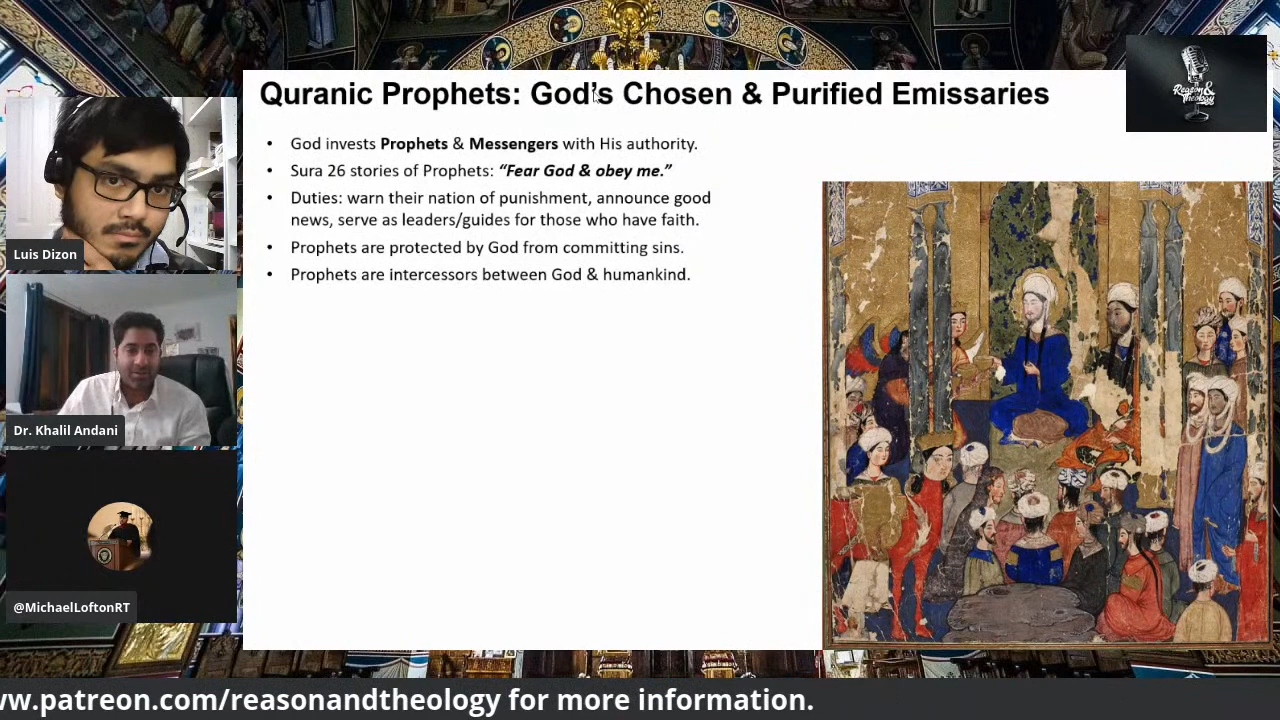 Quranic Prophets: God's Chosen & Purified Emissaries
• God invests Prophets & Messengers with His authority.
• Sura 26 stories of Prophets: “Fear God & obey me.”
• Duties: warn their nation of punishment, announce good
news, serve as leaders/guides for those who have faith.
• Prophets are protected by God from committing sins.
• Prophets are intercessors between God & humankind.
Reason &
Theology
Luis Dizon
Dr. Khalil Andani
@MichaelLoftonRT
ww.patreon.com/reasonandtheology for more information.